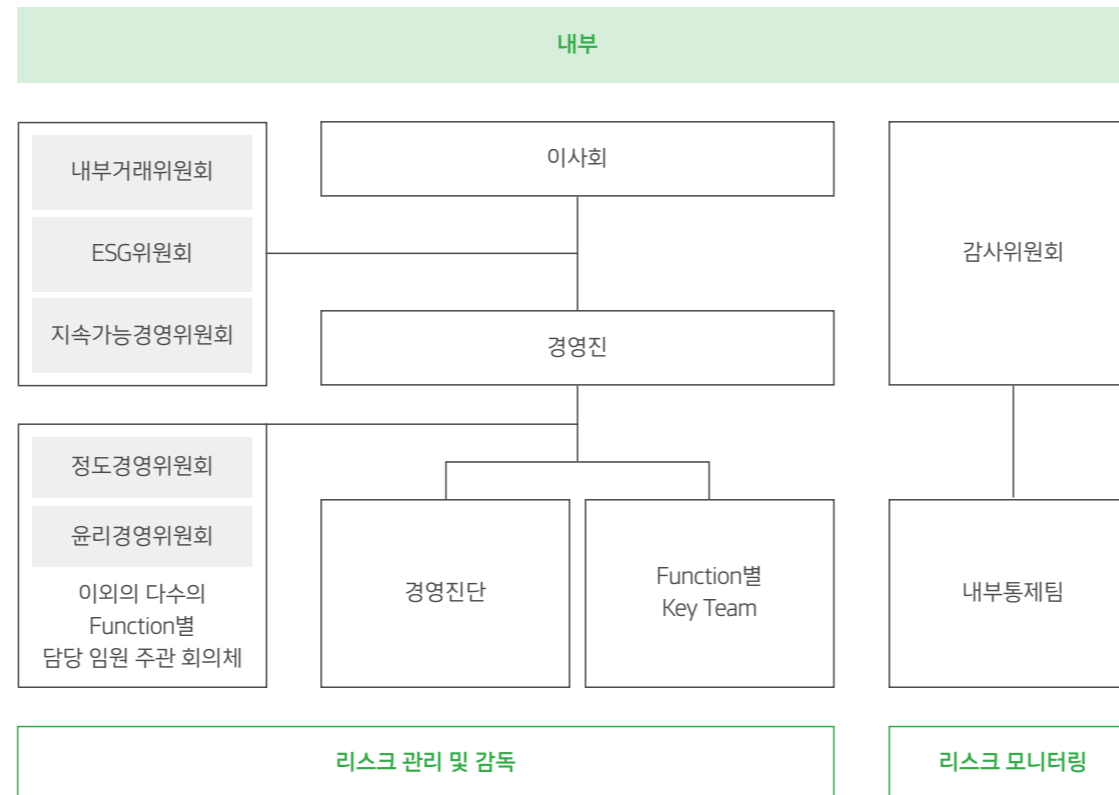 내부
내부거래위원회
ESG위원회
지속가능경영위원회
이사회
경영진
감사위원회
정도경영위원회
윤리경영위원회
이외의 다수의
Function별
담당 임원 주관 회의체
경영진단
Function별
Key Team
내부통제팀
리스크 관리 및 감독
리스크 모니터링